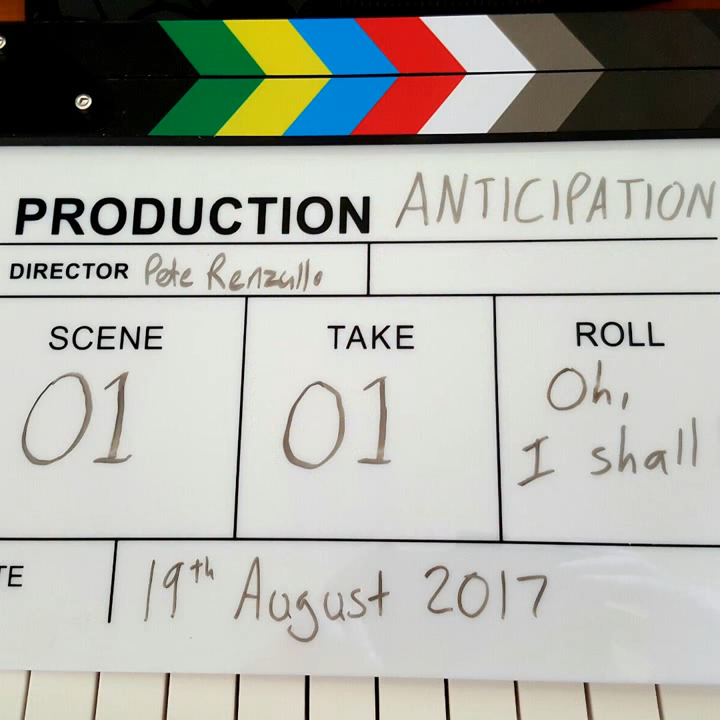 PRODUCTION ANTICIPATION
DIRECTOR Pete Renzullo
SCENE TAKE ROLL
01 01 Oh,
I shall
TE 19th August 2017